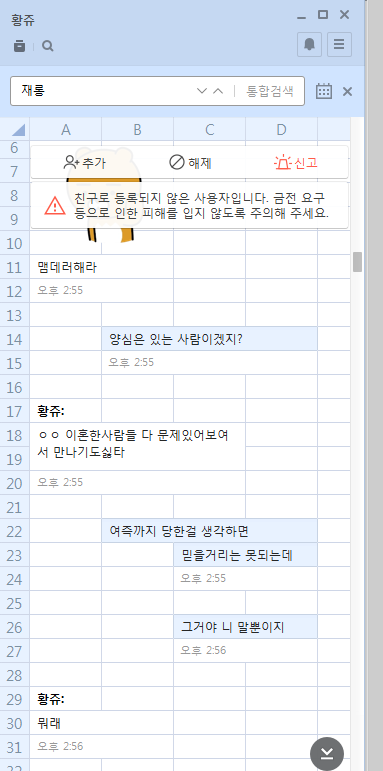 황쥬
재롱
통합검색
A B C D
6
7 추가 해제 신고
8 친구로 등록되지 않은 사용자입니다. 금전 요구
9 등으로 인한 피해를 입지 않도록 주의해 주세요.
10
11 맴데러해라
12 오후 2:55
13
14 양심은 있는 사람이겠지?
15 오후 2:55
16
17 황쥬:
18 ㅇㅇ 이혼한사람들 다 문제있어보여
19 서 만나기도싫타
20 오후 2:55
21
22 여즉까지 당한걸 생각하면
23 믿을거리는 못되는데
24 오후 2:55
25
26 그거야 니 말뿐이지
27 오후 2:56
28
29 황쥬:
30 뭐래
31 오후 2:56
32